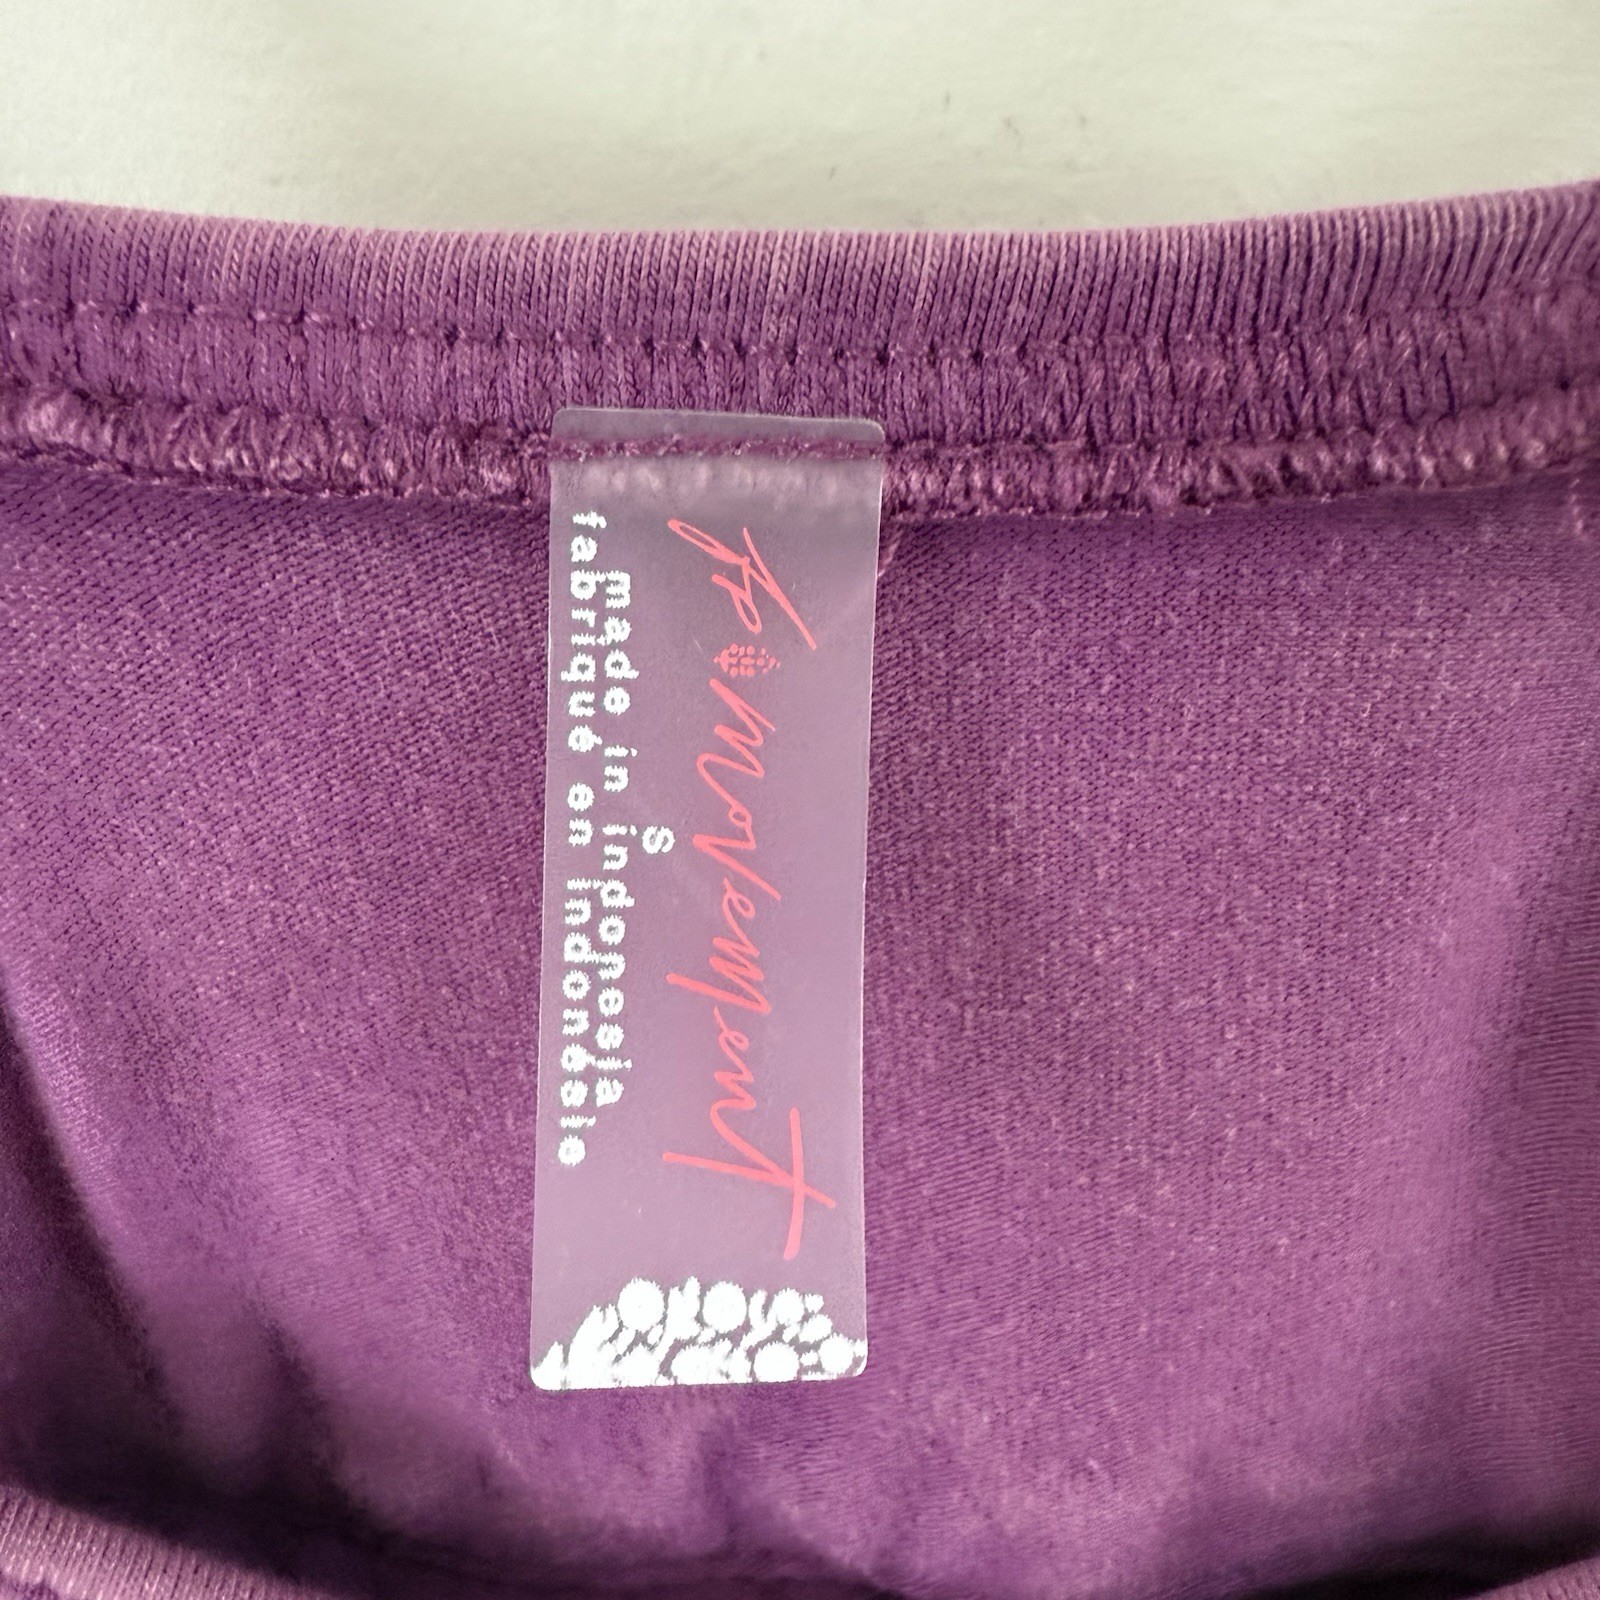 fp movement
S
made in indonesia
fabriqué en indonésie